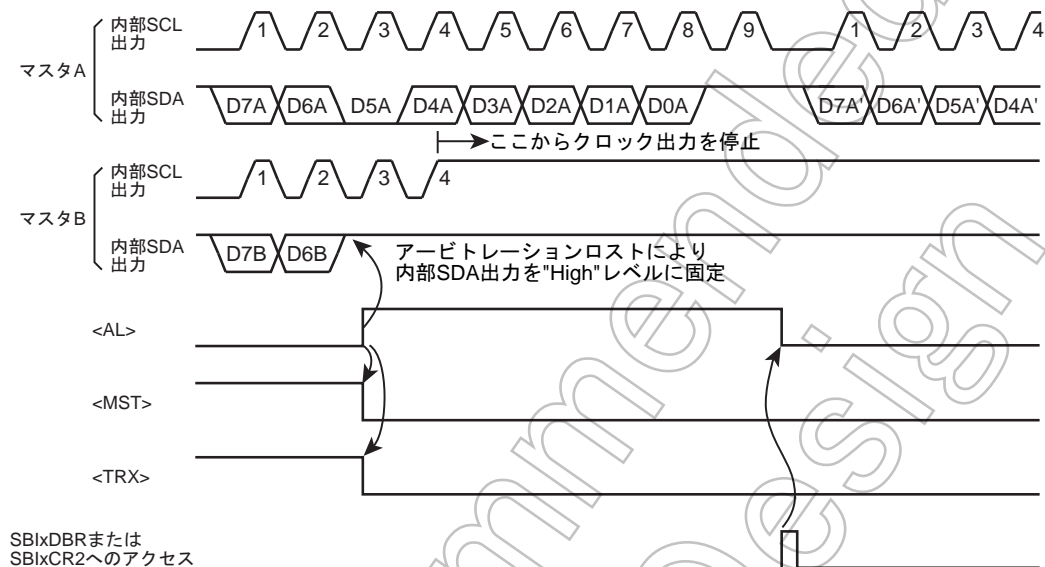 マスタA
内部SCL
出力
1 2 3 4 5 6 7 8 9 1 2 3 4
内部SDA
出力
D7A D6A D5A D4A D3A D2A D1A D0A D7A' D6A' D5A' D4A'
ここからクロック出力を停止
マスタB
内部SCL
出力
1 2 3 4
内部SDA
出力
D7B D6B
アービトレーションロストにより
内部SDA出力を"High"レベルに固定
<AL>
<MST>
<TRX>
SBIxDBRまたは
SBIxCR2へのアクセス